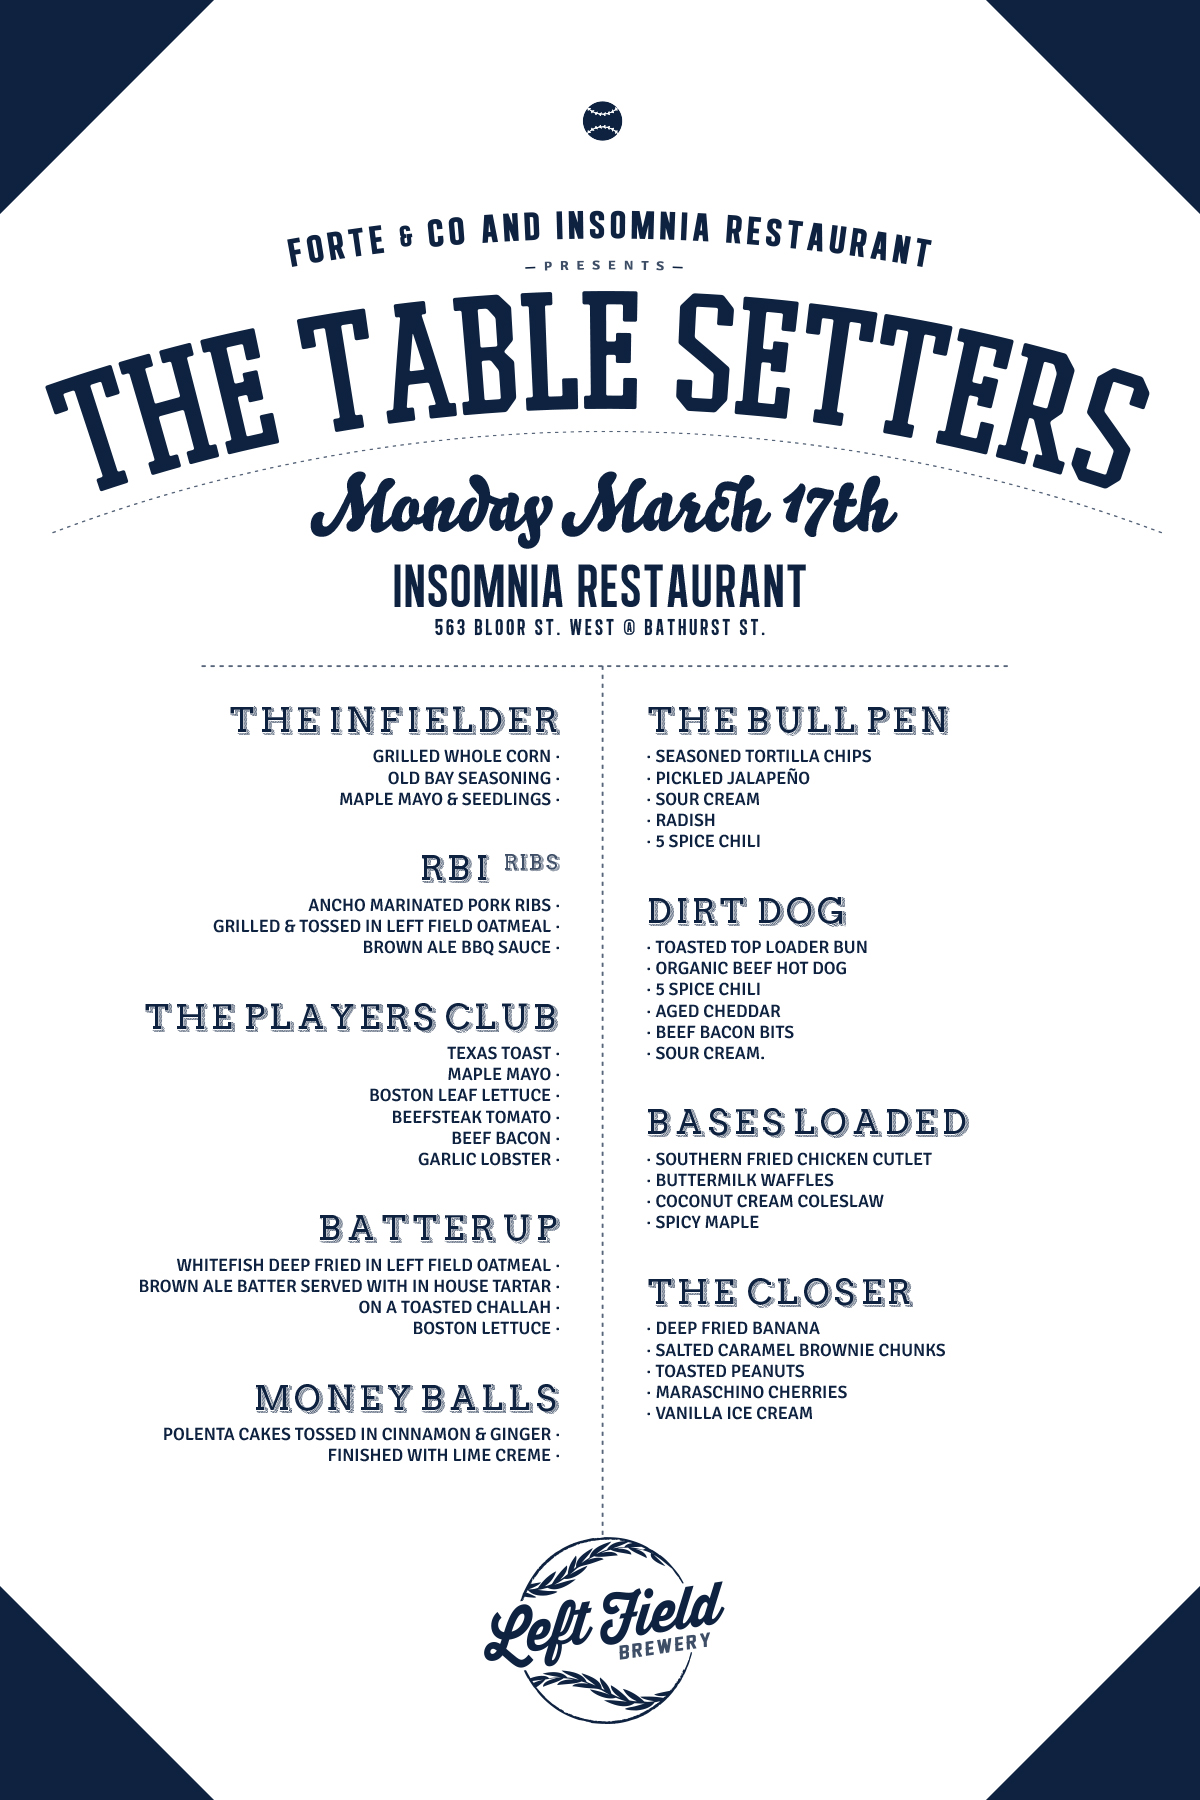 FORTE & CO AND INSOMNIA RESTAURANT
— PRESENTS —
THE TABLE SETTERS
Monday March 17th
INSOMNIA RESTAURANT
563 BLOOR ST. WEST @ BATHURST ST.
THE INFIELDER
GRILLED WHOLE CORN ·
OLD BAY SEASONING ·
MAPLE MAYO & SEEDLINGS ·
RBI RIBS
ANCHO MARINATED PORK RIBS ·
GRILLED & TOSSED IN LEFT FIELD OATMEAL ·
BROWN ALE BBQ SAUCE ·
THE PLAYERS CLUB
TEXAS TOAST ·
MAPLE MAYO ·
BOSTON LEAF LETTUCE ·
BEEFSTEAK TOMATO ·
BEEF BACON ·
GARLIC LOBSTER ·
BATTER UP
WHITEFISH DEEP FRIED IN LEFT FIELD OATMEAL ·
BROWN ALE BATTER SERVED WITH IN HOUSE TARTAR ·
ON A TOASTED CHALLAH ·
BOSTON LETTUCE ·
MONEY BALLS
POLENTA CAKES TOSSED IN CINNAMON & GINGER ·
FINISHED WITH LIME CREME ·
THE BULL PEN
· SEASONED TORTILLA CHIPS
· PICKLED JALAPEÑO
· SOUR CREAM
· RADISH
· 5 SPICE CHILI
DIRT DOG
· TOASTED TOP LOADER BUN
· ORGANIC BEEF HOT DOG
· 5 SPICE CHILI
· AGED CHEDDAR
· BEEF BACON BITS
· SOUR CREAM.
BASES LOADED
· SOUTHERN FRIED CHICKEN CUTLET
· BUTTERMILK WAFFLES
· COCONUT CREAM COLESLAW
· SPICY MAPLE
THE CLOSER
· DEEP FRIED BANANA
· SALTED CARAMEL BROWNIE CHUNKS
· TOASTED PEANUTS
· MARASCHINO CHERRIES
· VANILLA ICE CREAM
Left Field
BREWERY